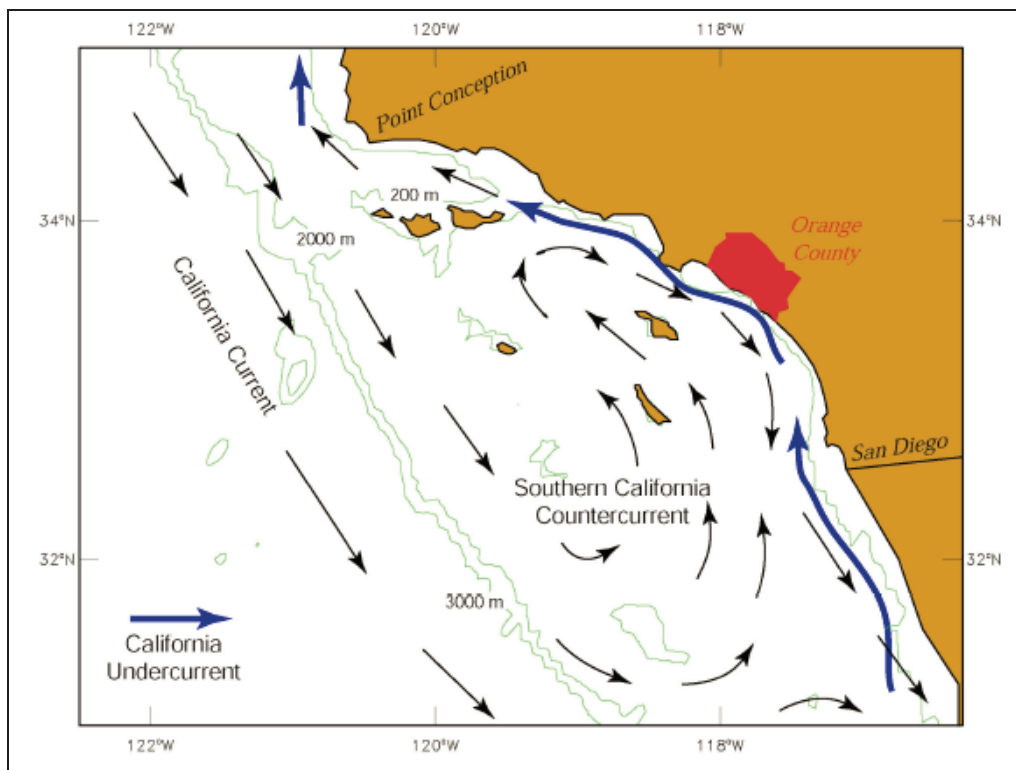 122°W
120°W
118°W
Point Conception
34°N
200 m
34°N
Orange
County
2000 m
California Current
San Diego
Southern California
Countercurrent
32°N
32°N
3000 m
California
Undercurrent
122°W
120°W
118°W